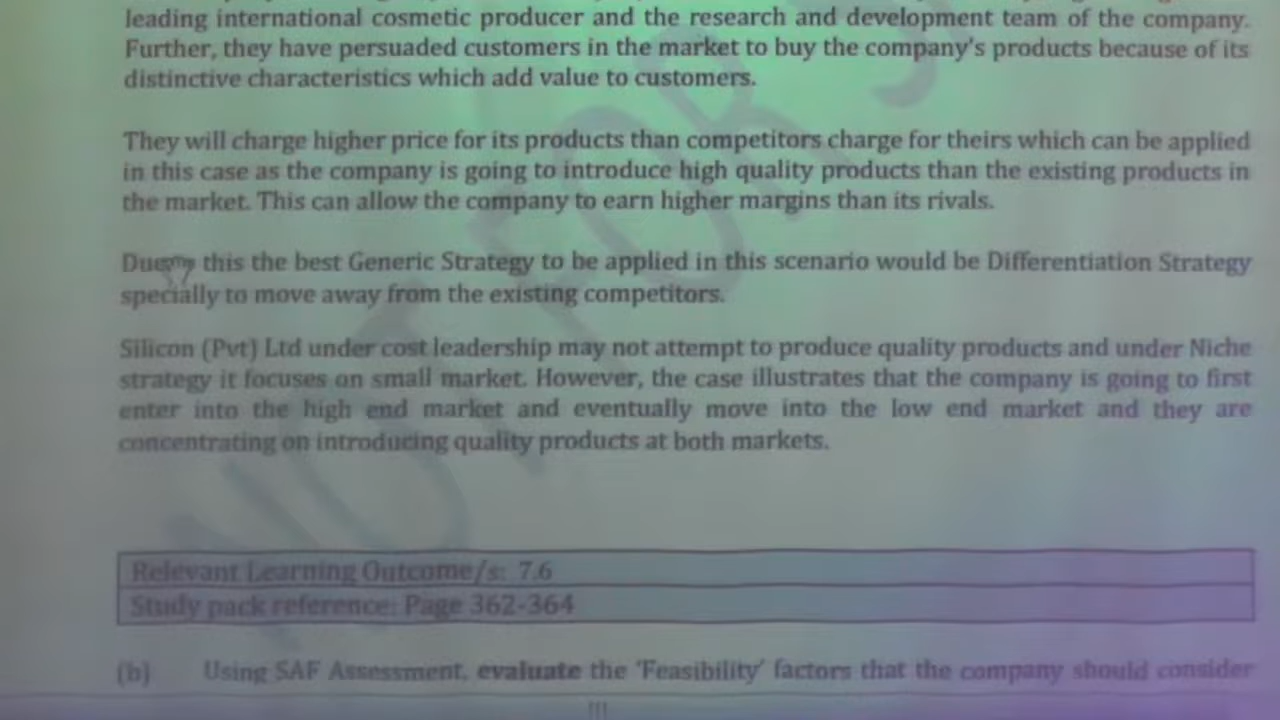 leading international cosmetic producer and the research and development team of the company.
Further, they have persuaded customers in the market to buy the company's products because of its
distinctive characteristics which add value to customers.
They will charge higher price for its products than competitors charge for theirs which can be applied
in this case as the company is going to introduce high quality products than the existing products in
the market. This can allow the company to earn higher margins than its rivals.
this the best Generic Strategy to be applied in this scenario would be Differentiation Strategy
specially to move away from the existing competitors.
Silicon (Pvt) Ltd under cost leadership may not attempt to produce quality products and under Niche
strategy it focuses on small market. However, the case illustrates that the company is going to first
enter into the high end market and eventually move into the low end market and they are
concentrating on introducing quality products at both markets.
Relevant Learning Outcome/s: 7.6
Study pack reference: Page 362-364
(b) Using SAF Assessment, evaluate the 'Feasibility' factors that the company should consider
NOT FOR